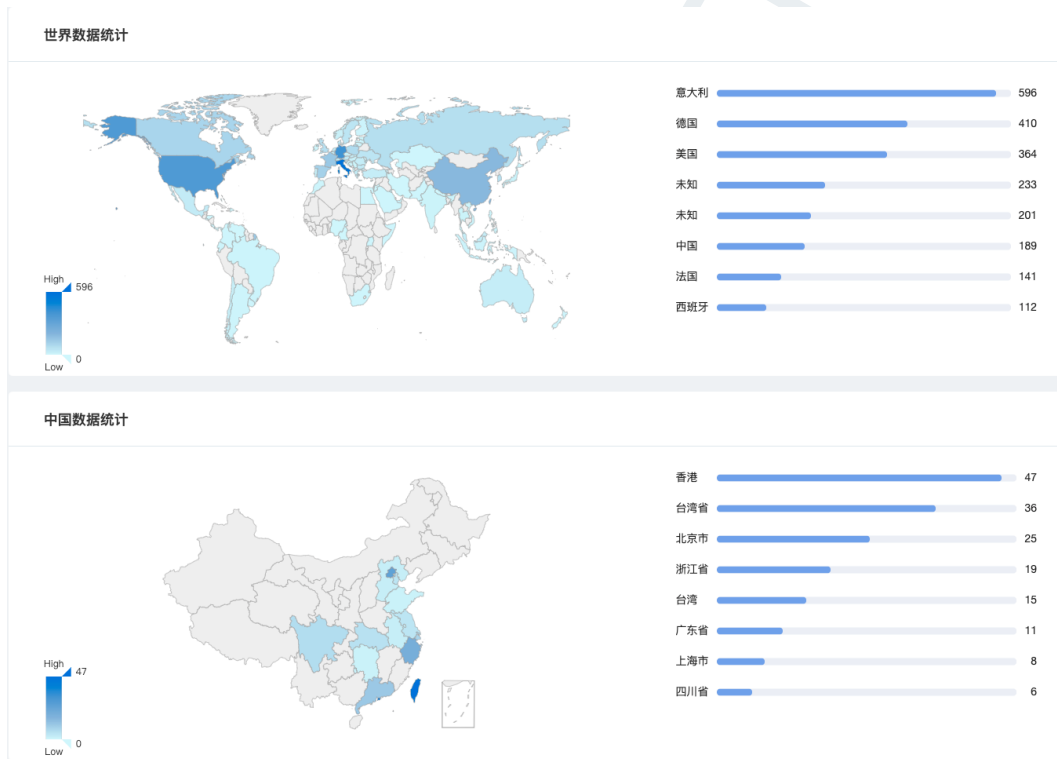 世界数据统计
意大利 596
德国 410
美国 364
未知 233
未知 201
中国 189
法国 141
西班牙 112
High
596
0
Low
中国数据统计
香港 47
台湾省 36
北京市 25
浙江省 19
台湾 15
广东省 11
上海市 8
四川省 6
High
47
0
Low